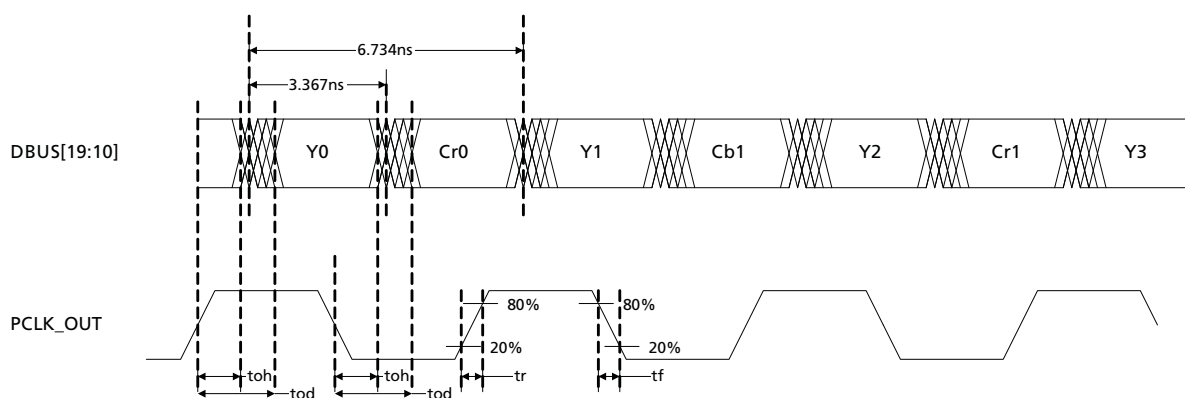 6.734ns
3.367ns
DBUS[19:10] Y0 Cr0 Y1 Cb1 Y2 Cr1 Y3
80% 80%
PCLK_OUT
20% 20%
toh toh tr tf
tod tod